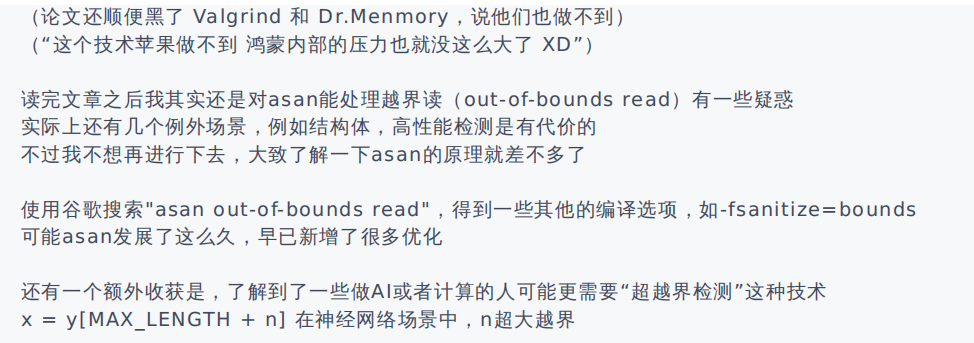 （论文还顺便黑了 Valgrind 和 Dr.Menmory，说他们也做不到）
（“这个技术苹果做不到 鸿蒙内部的压力也就没这么大了 XD”）
读完文章之后我其实还是对asan能处理越界读（out-of-bounds read）有一些疑惑
实际上还有几个例外场景，例如结构体，高性能检测是有代价的
不过我不想再进行下去，大致了解一下asan的原理就差不多了
使用谷歌搜索"asan out-of-bounds read"，得到一些其他的编译选项，如-fsanitize=bounds
可能asan发展了这么久，早已新增了很多优化
还有一个额外收获是，了解到了一些做AI或者计算的人可能更需要“超越界检测”这种技术
x = y[MAX_LENGTH + n] 在神经网络场景中，n超大越界